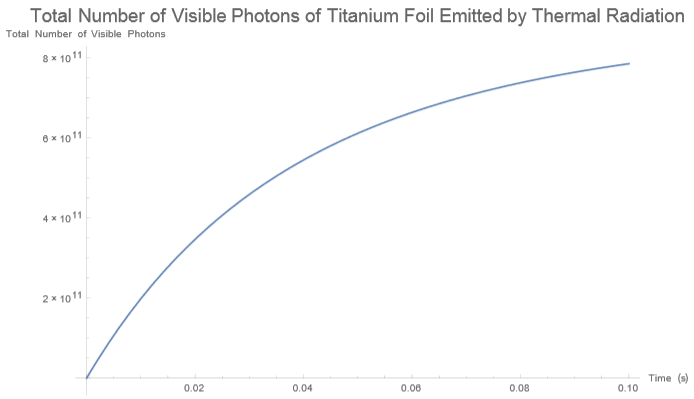 Total Number of Visible Photons of Titanium Foil Emitted by Thermal Radiation
Total Number of Visible Photons
8 × 10^11
6 × 10^11
4 × 10^11
2 × 10^11
0.02 0.04 0.06 0.08 0.10
Time (s)